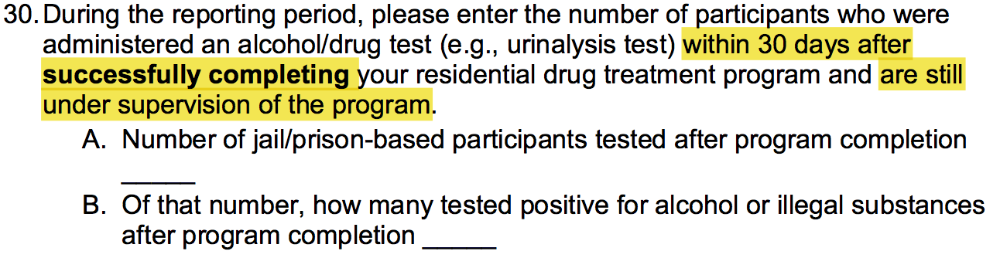 30. During the reporting period, please enter the number of participants who were
administered an alcohol/drug test (e.g., urinalysis test) within 30 days after
successfully completing your residential drug treatment program and are still
under supervision of the program.
A. Number of jail/prison-based participants tested after program completion
_____
B. Of that number, how many tested positive for alcohol or illegal substances
after program completion _____